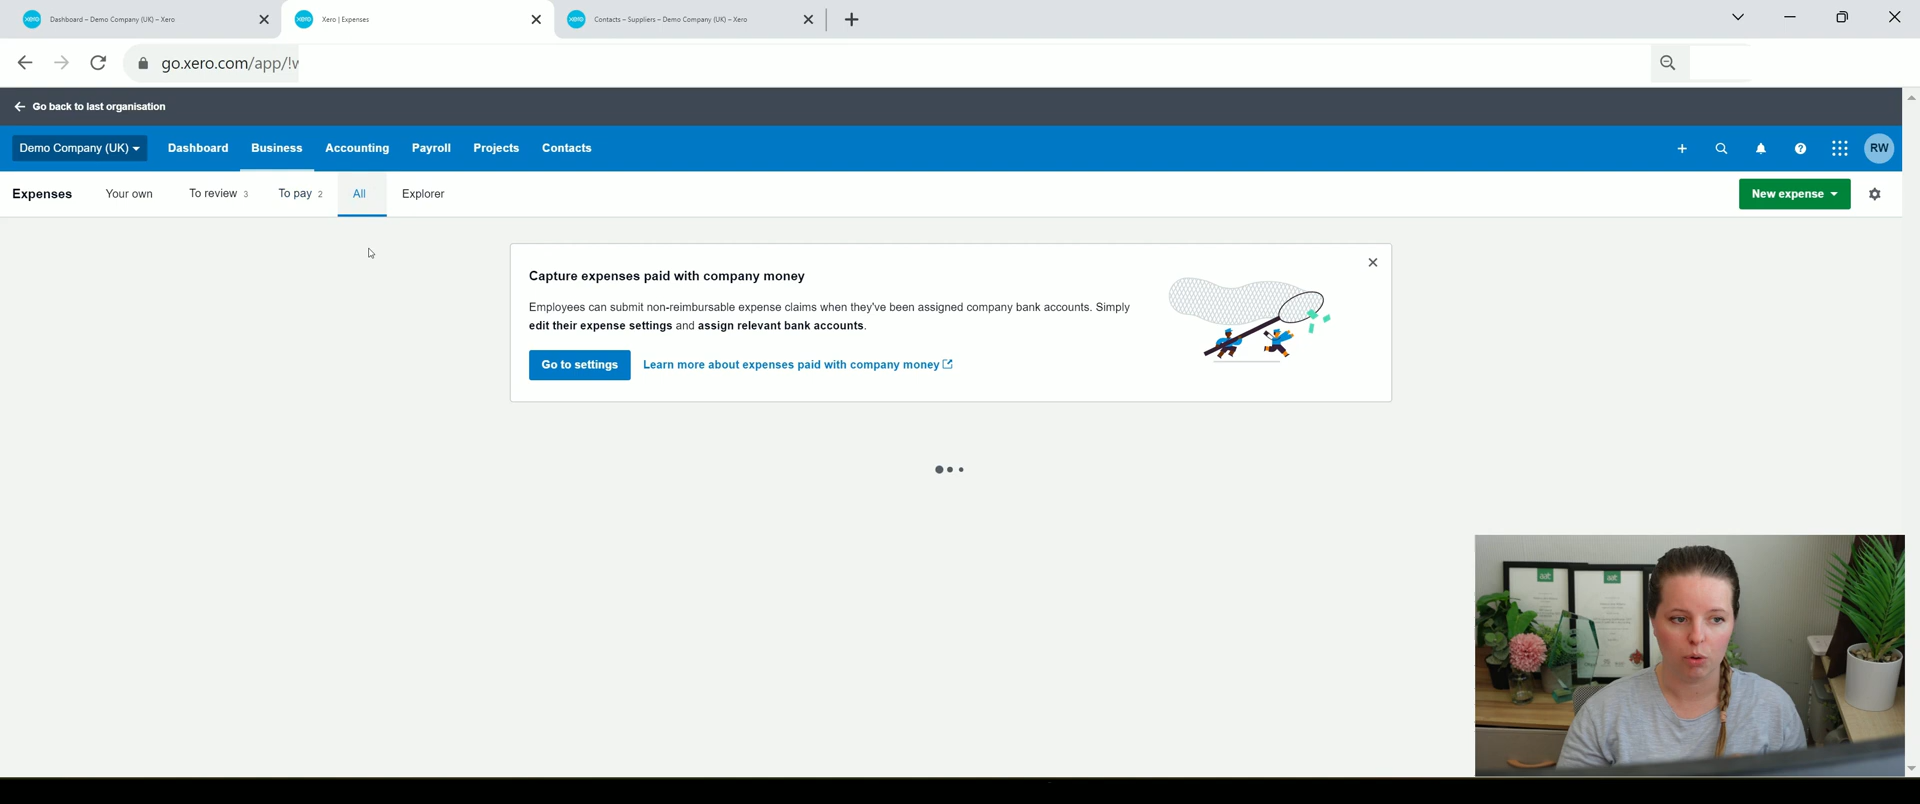 Dashboard – Demo Company (UK) – Xero
Xero | Expenses
Contacts – Suppliers – Demo Company (UK) – Xero
go.xero.com/app/!
Go back to last organisation
Demo Company (UK) Dashboard Business Accounting Payroll Projects Contacts RW
Expenses Your own To review 3 To pay 2 All Explorer New expense
Capture expenses paid with company money
Employees can submit non-reimbursable expense claims when they've been assigned company bank accounts. Simply
edit their expense settings and assign relevant bank accounts.
Go to settings Learn more about expenses paid with company money